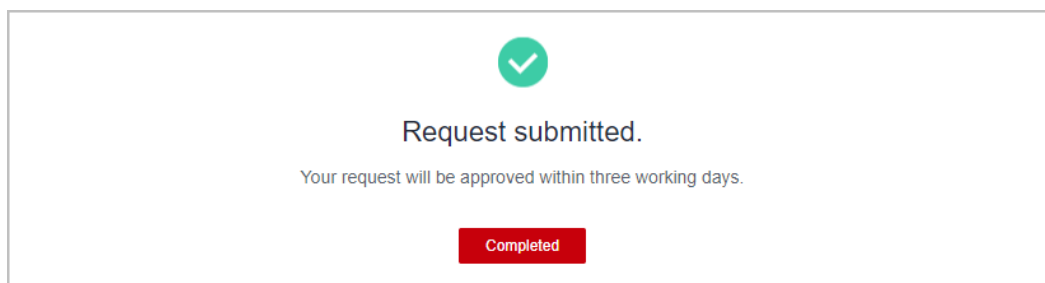 Request submitted.
Your request will be approved within three working days.
Completed